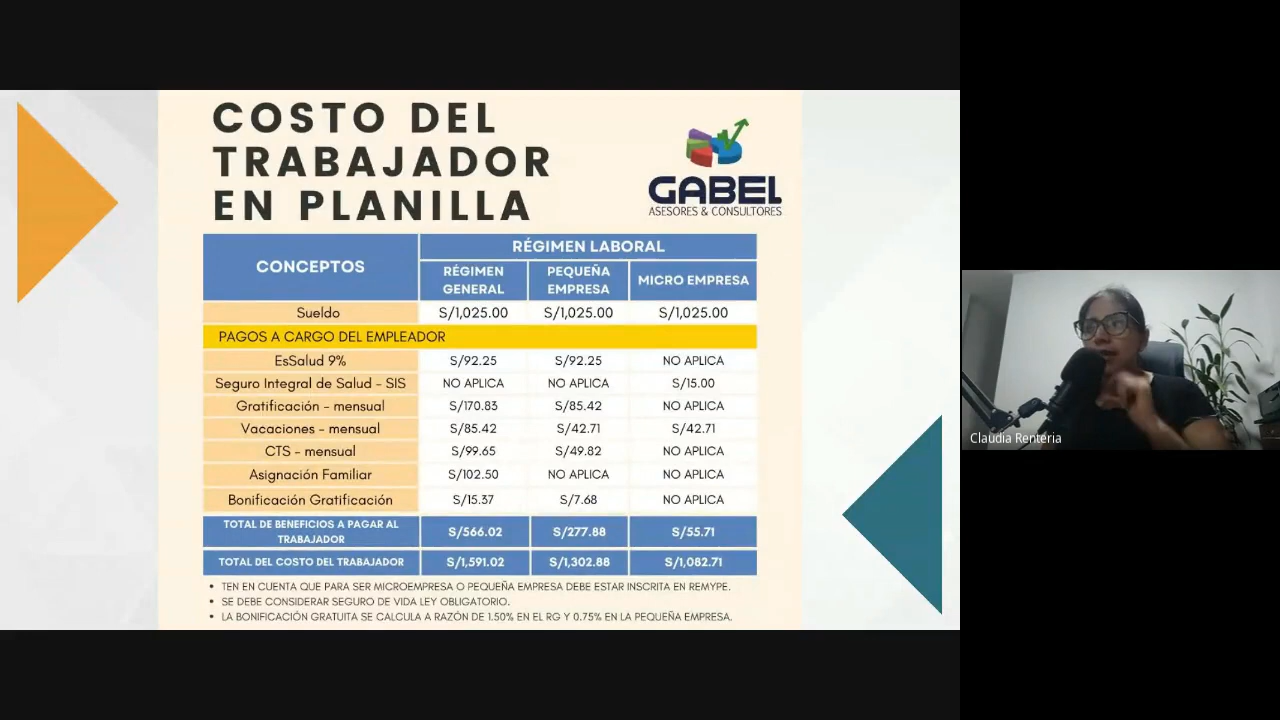 COSTO DEL
TRABAJADOR
EN PLANILLA
GABEL
ASESORES & CONSULTORES
CONCEPTOS
RÉGIMEN LABORAL
RÉGIMEN GENERAL
PEQUEÑA EMPRESA
MICRO EMPRESA
Sueldo S/1,025.00 S/1,025.00 S/1,025.00
PAGOS A CARGO DEL EMPLEADOR
EsSalud 9% S/92.25 S/92.25 NO APLICA
Seguro Integral de Salud - SIS NO APLICA NO APLICA S/15.00
Gratificación - mensual S/170.83 S/85.42 NO APLICA
Vacaciones - mensual S/85.42 S/42.71 S/42.71
CTS - mensual S/99.65 S/49.82 NO APLICA
Asignación Familiar S/102.50 NO APLICA NO APLICA
Bonificación Gratificación S/15.37 S/7.68 NO APLICA
TOTAL DE BENEFICIOS A PAGAR AL TRABAJADOR S/566.02 S/277.88 S/55.71
TOTAL DEL COSTO DEL TRABAJADOR S/1,591.02 S/1,302.88 S/1,082.71
• TEN EN CUENTA QUE PARA SER MICROEMPRESA O PEQUEÑA EMPRESA DEBE ESTAR INSCRITA EN REMYPE.
• SE DEBE CONSIDERAR SEGURO DE VIDA LEY OBLIGATORIO.
• LA BONIFICACIÓN GRATUITA SE CALCULA A RAZÓN DE 1.50% EN EL RG Y 0.75% EN LA PEQUEÑA EMPRESA.
Claudia Renteria